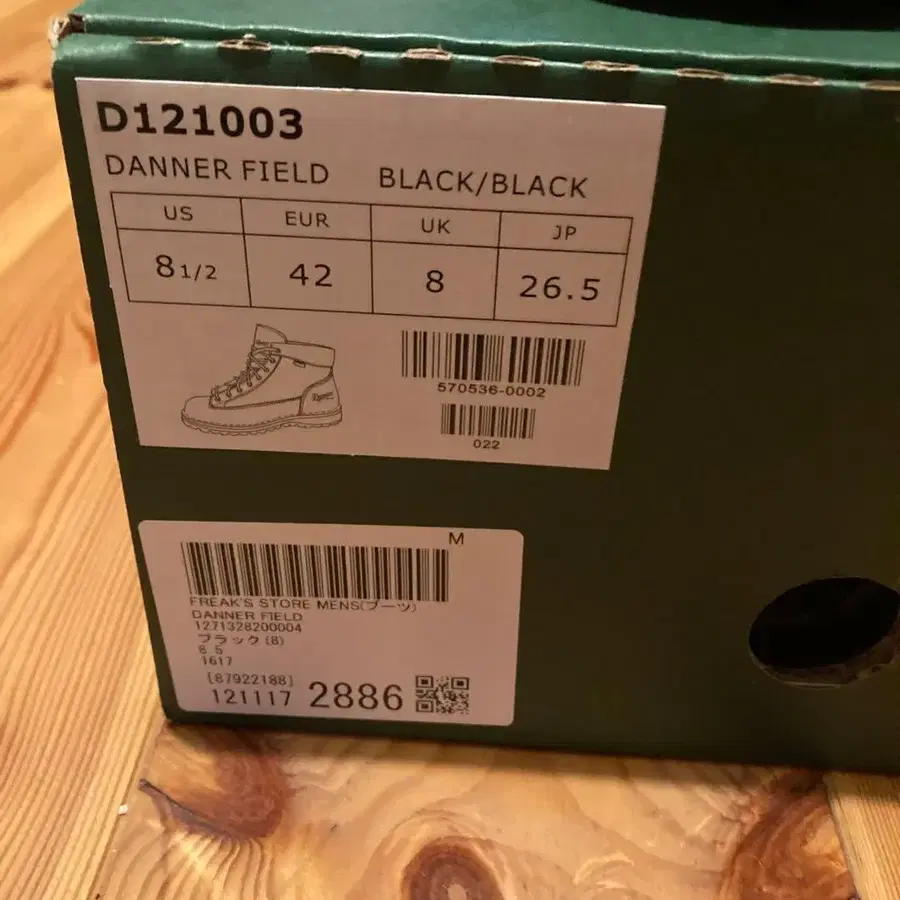 D121003
DANNER FIELD BLACK/BLACK
US EUR UK JP
8 1/2 42 8 26.5
570536-0002
022
M
FREAK'S STORE MENS(ブーツ)
DANNER FIELD
1271328200004
ブラック(8)
8.5
1617
[87922188]
121117 2886